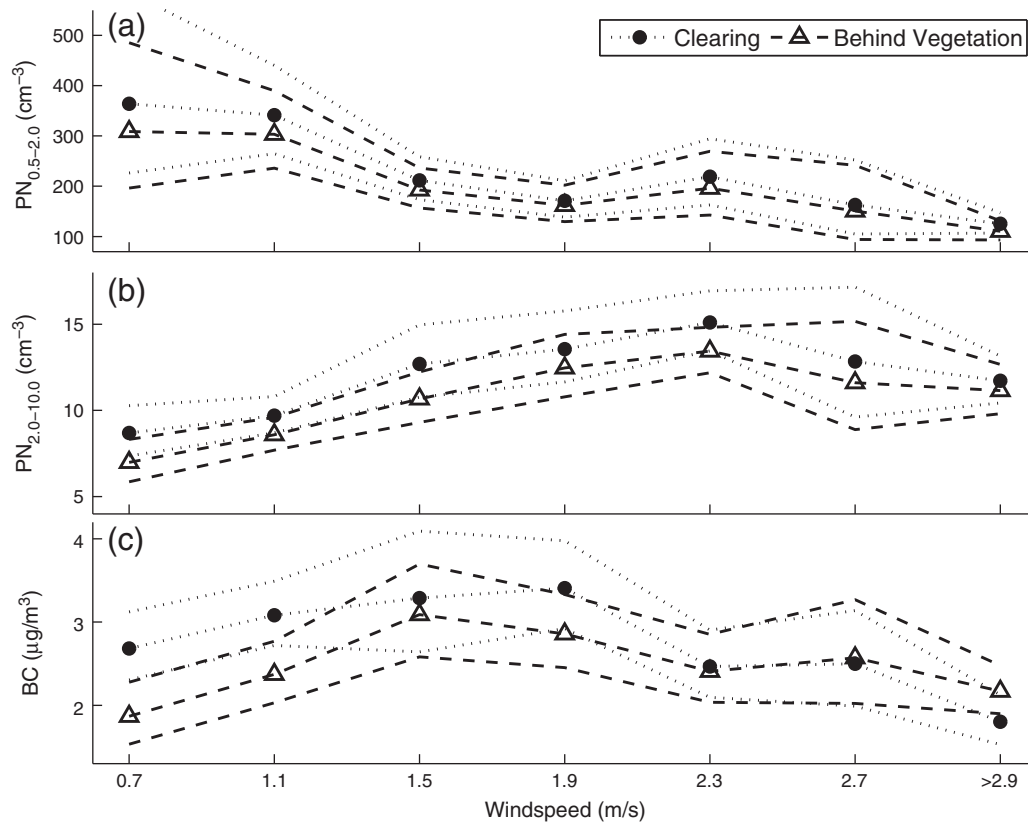 (a)
Clearing
Behind Vegetation
500
400
300
200
100
PN0.5–2.0 (cm−3)
(b)
15
10
5
PN2.0–10.0 (cm−3)
(c)
4
3
2
BC (μg/m3)
0.7 1.1 1.5 1.9 2.3 2.7 >2.9
Windspeed (m/s)